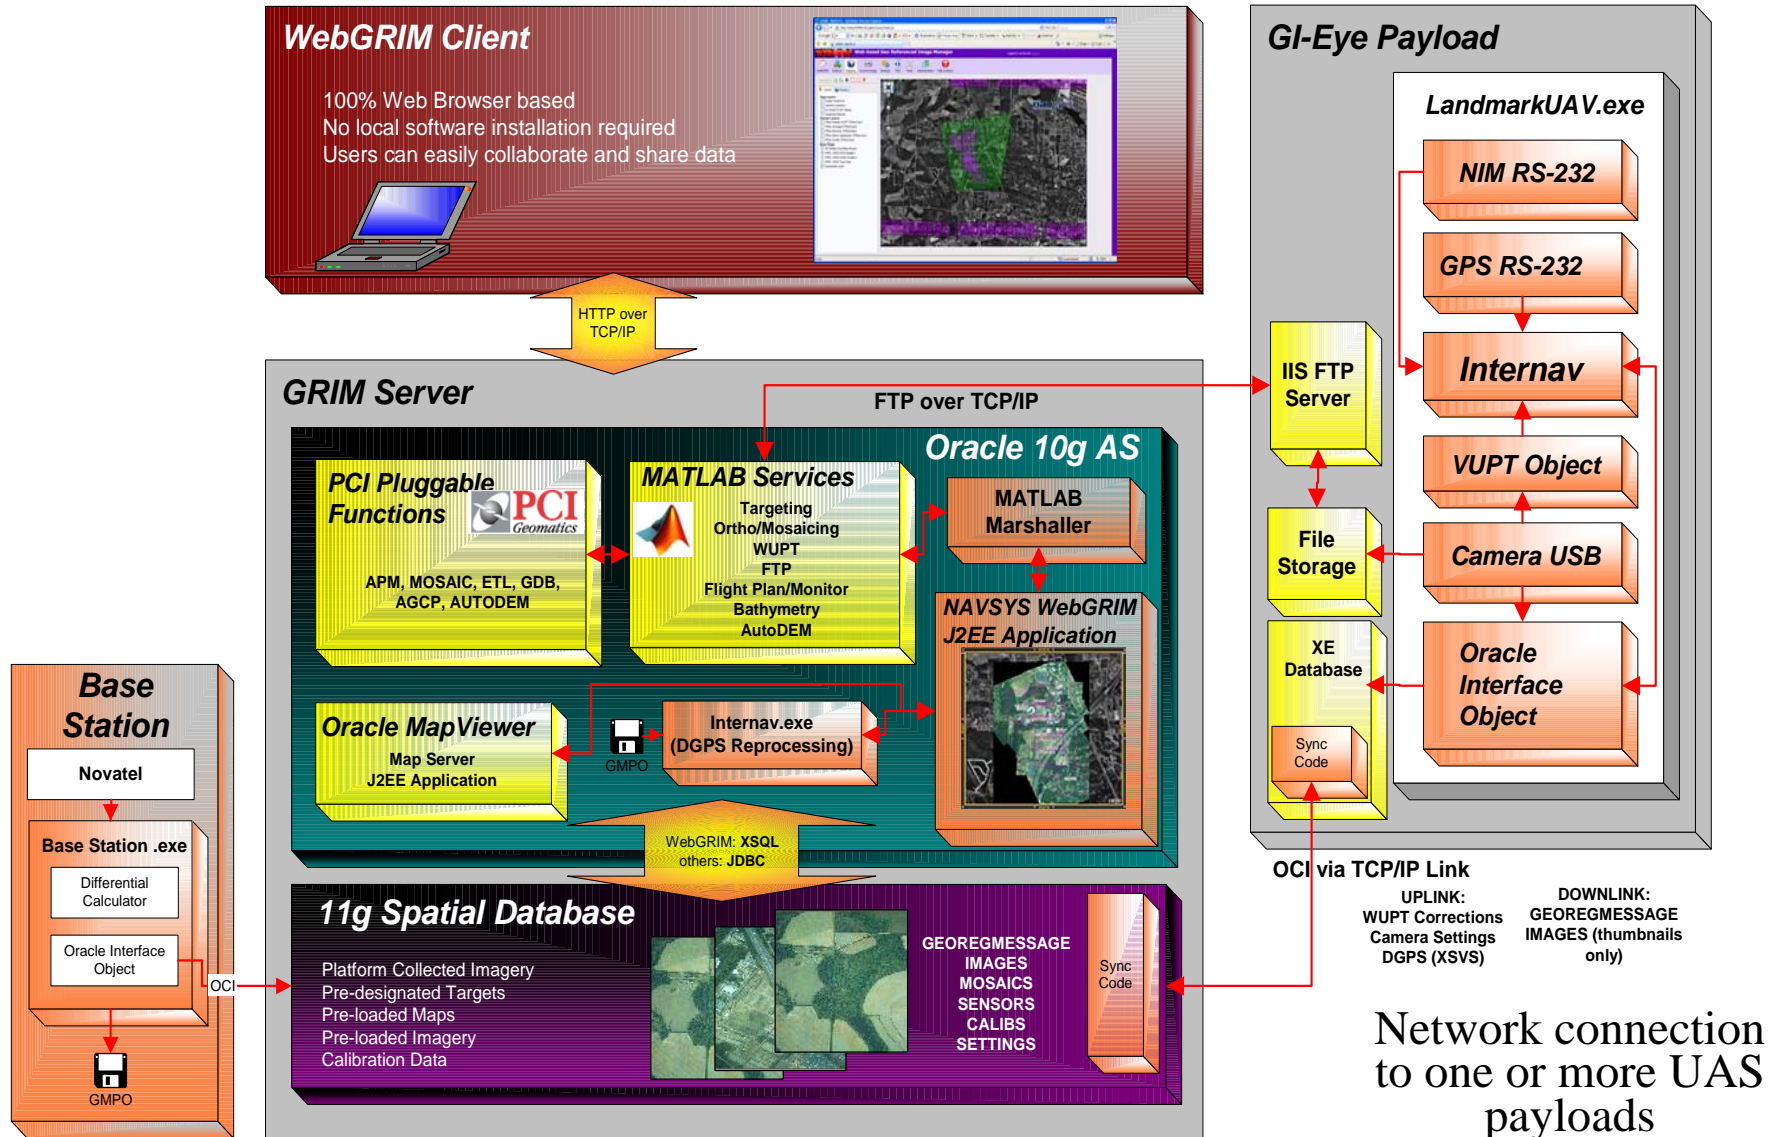 WebGRIM Client
100% Web Browser based
No local software installation required
Users can easily collaborate and share data
HTTP over
TCP/IP
GRIM Server
FTP over TCP/IP
Oracle 10g AS
PCI Pluggable
Functions
PCI
Geomatics
APM, MOSAIC, ETL, GDB,
AGCP, AUTODEM
MATLAB Services
Targeting
Ortho/Mosaicing
WUPT
FTP
Flight Plan/Monitor
Bathymetry
AutoDEM
MATLAB
Marshaller
NAVSYS WebGRIM
J2EE Application
Oracle MapViewer
Map Server
J2EE Application
GMPO
Internav.exe
(DGPS Reprocessing)
WebGRIM: XSQL
others: JDBC
11g Spatial Database
Platform Collected Imagery
Pre-designated Targets
Pre-loaded Maps
Pre-loaded Imagery
Calibration Data
GEOREGMESSAGE
IMAGES
MOSAICS
SENSORS
CALIBS
SETTINGS
Sync
Code
Base
Station
Novatel
Base Station .exe
Differential
Calculator
Oracle Interface
Object
OCI
GMPO
GI-Eye Payload
LandmarkUAV.exe
NIM RS-232
GPS RS-232
Internav
VUPT Object
Camera USB
Oracle
Interface
Object
IIS FTP
Server
File
Storage
XE
Database
Sync
Code
OCI via TCP/IP Link
UPLINK:
WUPT Corrections
Camera Settings
DGPS (XSVS)
DOWNLINK:
GEOREGMESSAGE
IMAGES (thumbnails
only)
Network connection
to one or more UAS
payloads